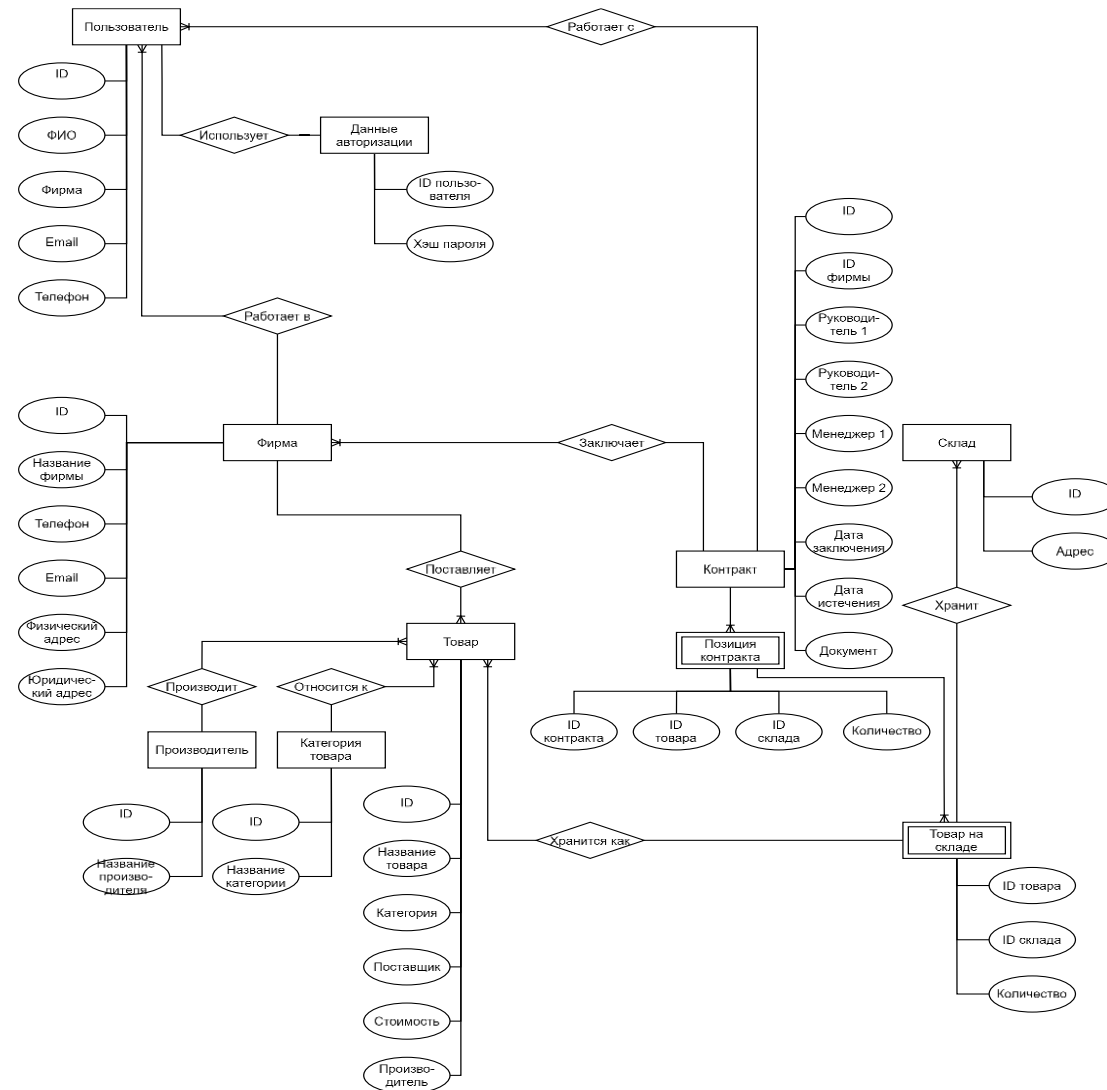 Пользователь
Работает с
ID
ФИО
Фирма
Email
Телефон
Использует
Данные
авторизации
ID пользо-
вателя
Хэш пароля
Работает в
ID
ID
фирмы
Руководи-
тель 1
Руководи-
тель 2
Менеджер 1
Менеджер 2
Дата
заключения
Дата
истечения
Документ
ID
Название
фирмы
Телефон
Email
Физический
адрес
Юридичес-
кий адрес
Фирма
Заключает
Склад
ID
Адрес
Поставляет
Контракт
Хранит
Товар
Позиция
контракта
ID
контракта
ID
товара
ID
склада
Количество
Производит
Относится к
Производитель
Категория
товара
ID
Название
произво-
дителя
ID
Название
категории
ID
Название
товара
Категория
Поставщик
Стоимость
Произво-
дитель
Хранится как
Товар на
складе
ID товара
ID склада
Количество